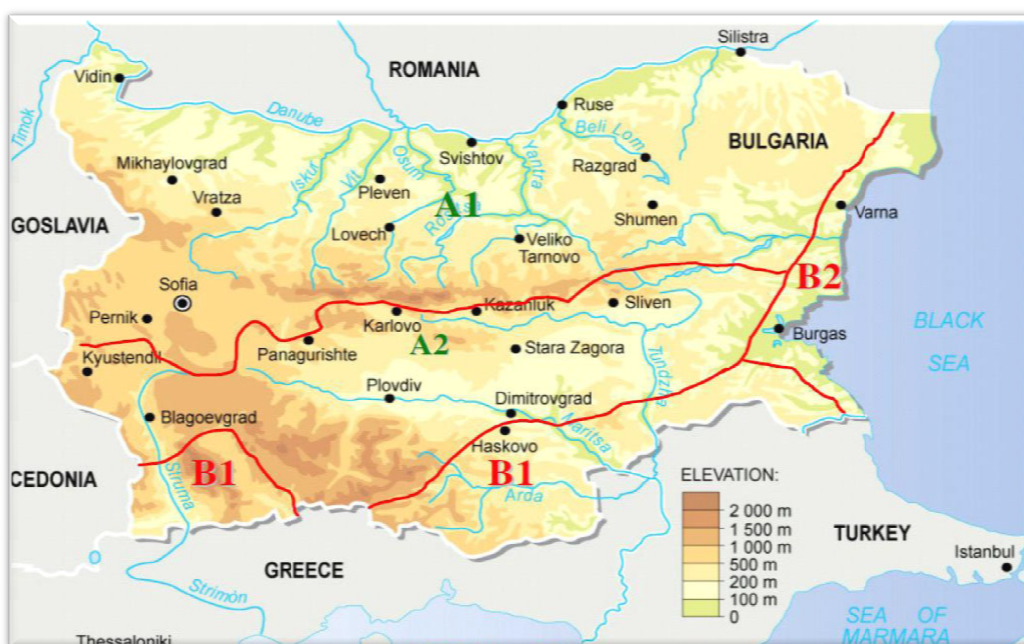 Silistra
ROMANIA
Vidin
Ruse
Timok
Danube
Beli Lom
BULGARIA
Svishtov
Mikhaylovgrad
Iskur
Vit
Osum
Yantra
Razgrad
Pleven
Vratza
A1
Shumen
Varna
GOSLAVIA
Lovech
Veliko
Tarnovo
Sofia
B2
Pernik
Karlovo
Kazanluk
Sliven
BLACK
SEA
Burgas
Kyustendil
Panagurishte
A2
Stara Zagora
Tundzha
Plovdiv
Dimitrovgrad
Blagoevgrad
Maritsa
Haskovo
B1
B1
CEDONIA
Struma
Arda
ELEVATION:
2 000 m
1 500 m
1 000 m
500 m
200 m
100 m
0
TURKEY
Istanbul
GREECE
Strimón
SEA OF
MARMARA
Thessaloniki